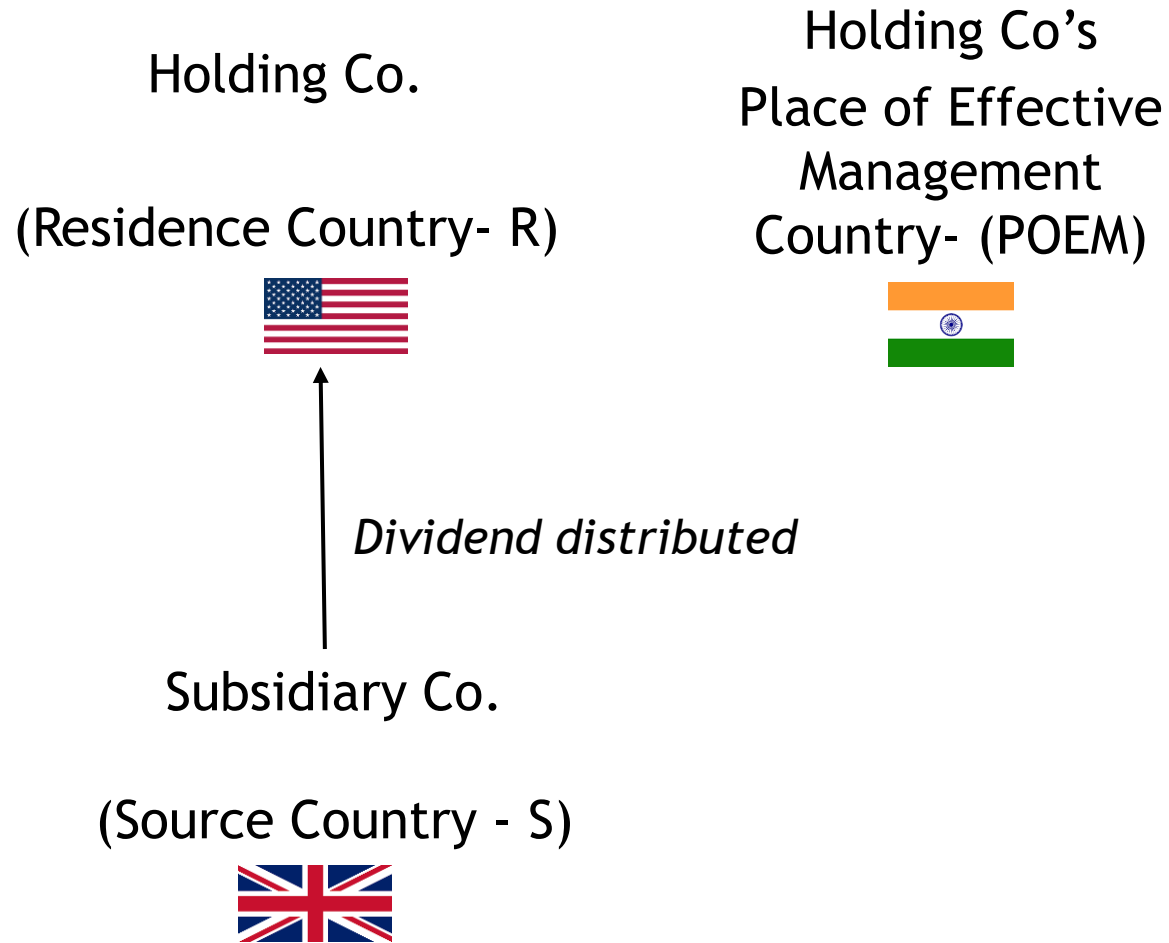 Holding Co.
(Residence Country- R)
Holding Co’s
Place of Effective
Management
Country- (POEM)
Dividend distributed
Subsidiary Co.
(Source Country - S)